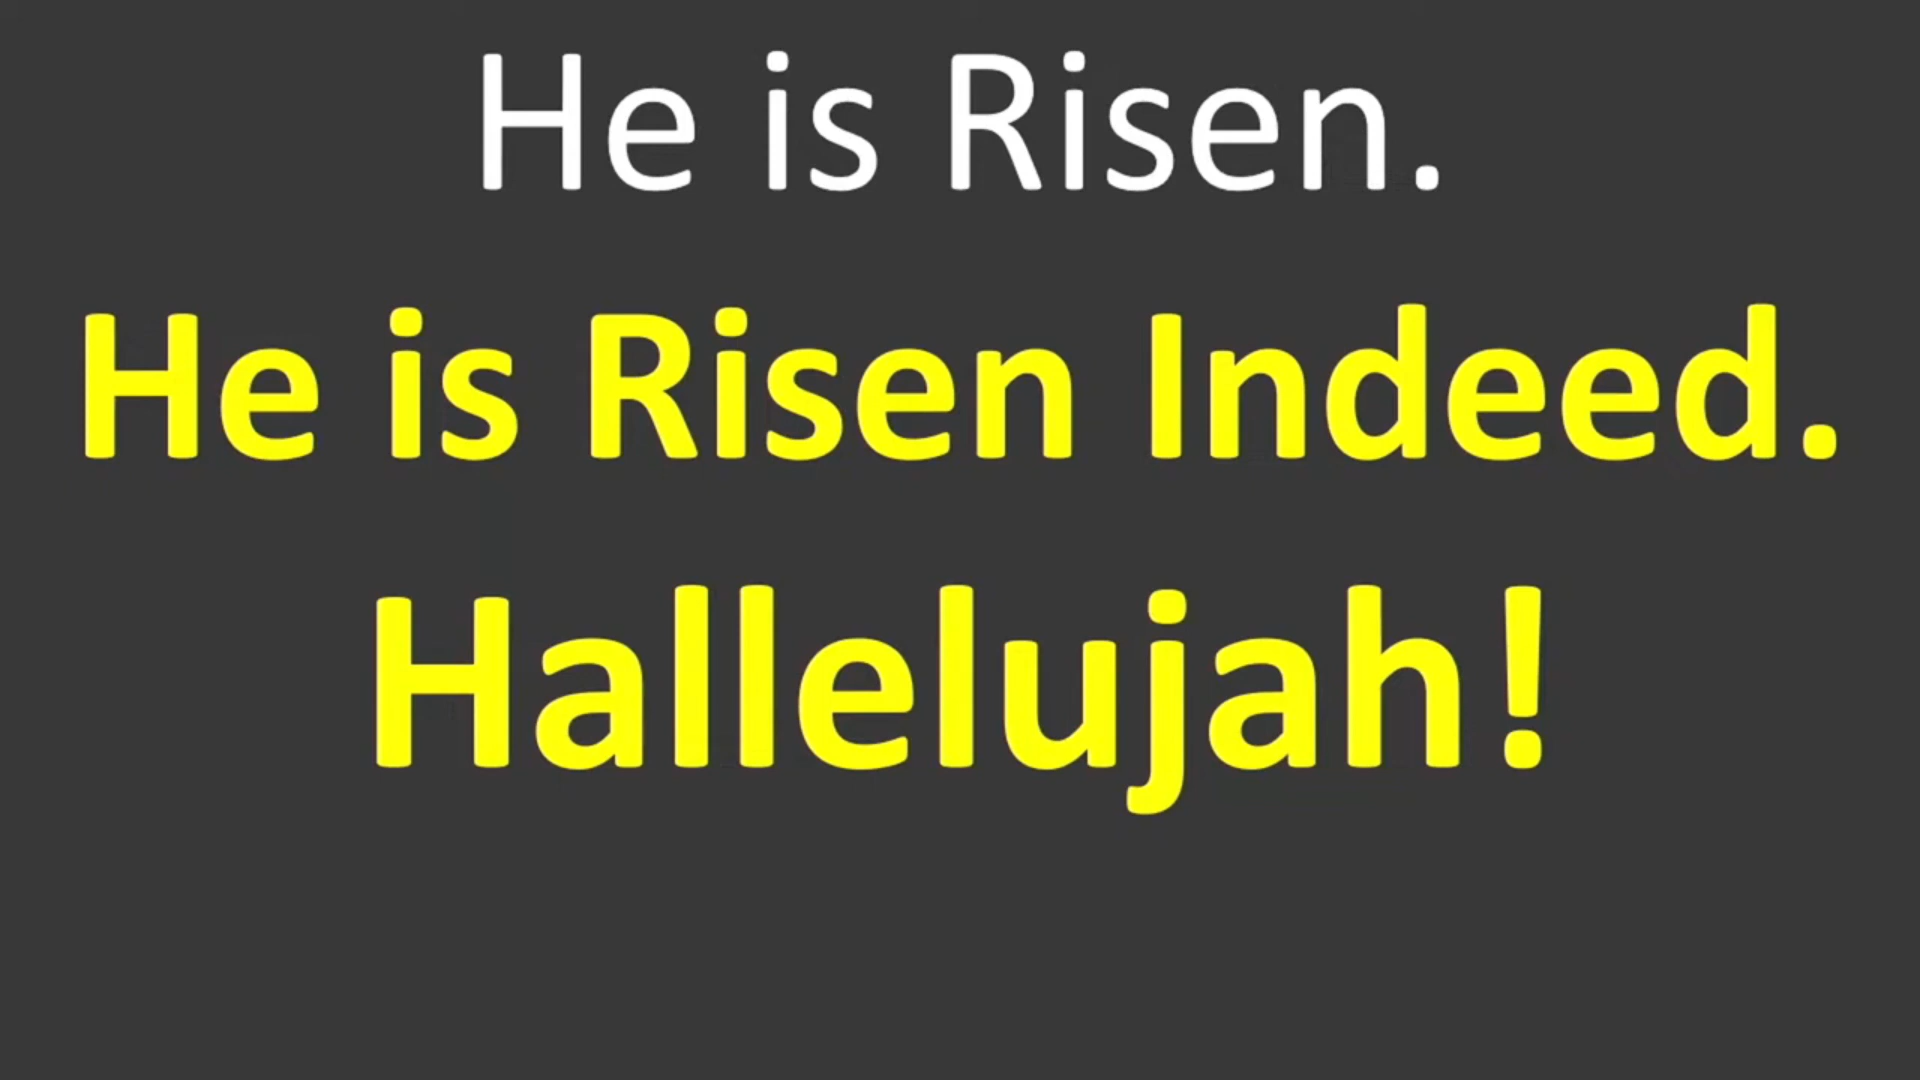 He is Risen.
He is Risen Indeed.
Hallelujah!